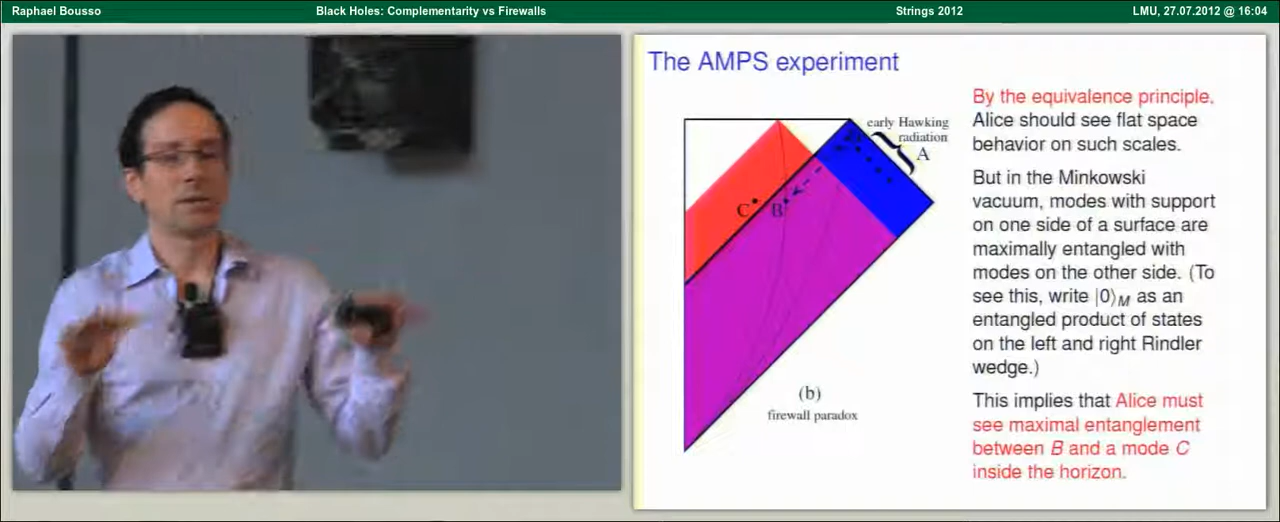 Raphael Bousso
Black Holes: Complementarity vs Firewalls
Strings 2012
LMU, 27.07.2012 @ 16:04
The AMPS experiment
early Hawking
radiation
A
C
B
(b)
firewall paradox
By the equivalence principle,
Alice should see flat space
behavior on such scales.
But in the Minkowski
vacuum, modes with support
on one side of a surface are
maximally entangled with
modes on the other side. (To
see this, write |0⟩M as an
entangled product of states
on the left and right Rindler
wedge.)
This implies that Alice must
see maximal entanglement
between B and a mode C
inside the horizon.